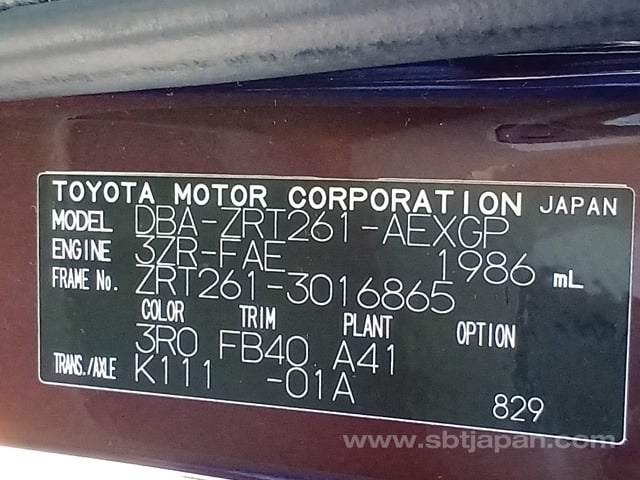 TOYOTA MOTOR CORPORATION JAPAN
MODEL DBA-ZRT261-AEXGP
ENGINE 3ZR-FAE 1986 mL
FRAME No. ZRT261-3016865
COLOR TRIM PLANT OPTION
3R0 FB40 A41
TRANS./AXLE K111 -01A
829
www.sbtjapan.com